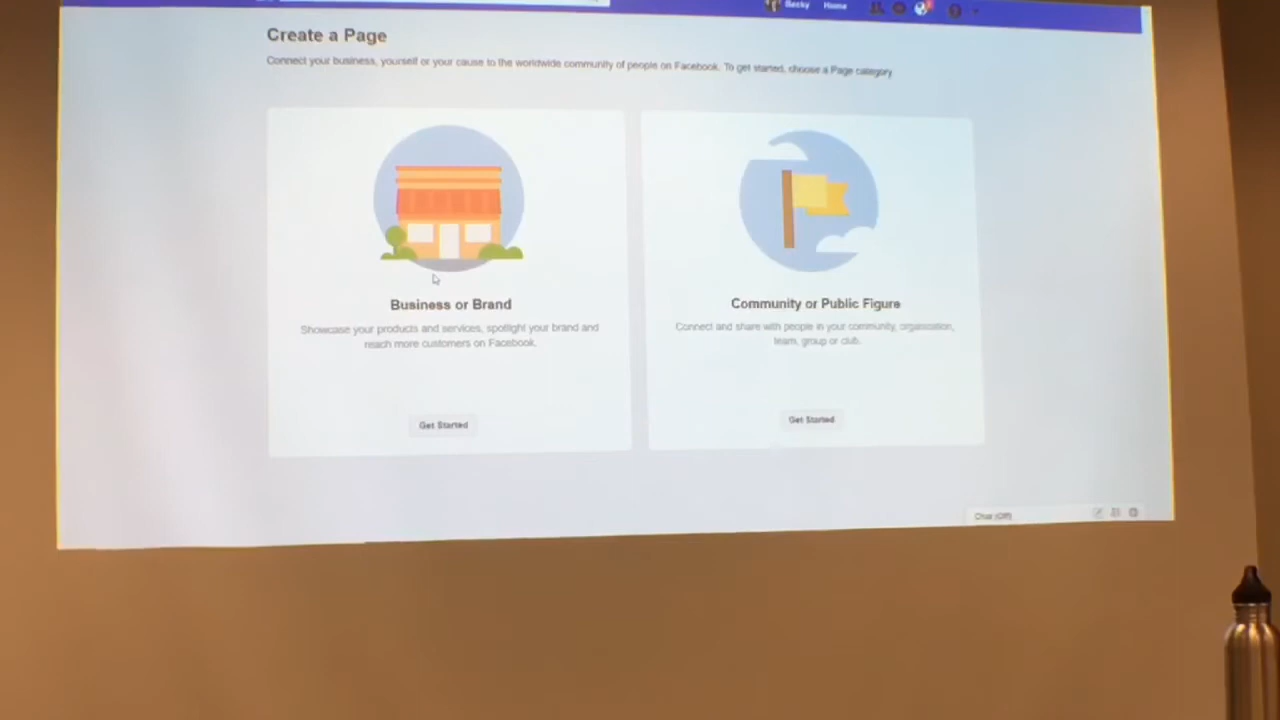 Becky Home
Create a Page
Connect your business, yourself or your cause to the worldwide community of people on Facebook. To get started, choose a Page category
Business or Brand
Showcase your products and services, spotlight your brand and
reach more customers on Facebook.
Get Started
Community or Public Figure
Connect and share with people in your community, organisation,
team, group or club.
Get Started
Chat (Off)